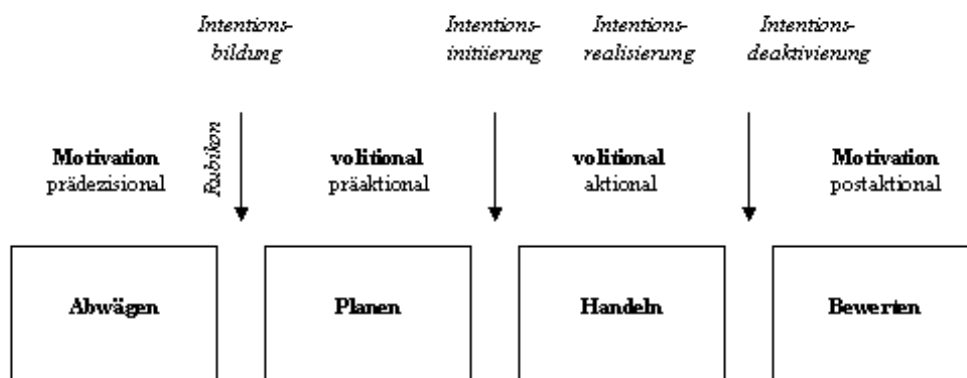 Intentions-
bildung
Intentions-
initiierung
Intentions-
realisierung
Intentions-
deaktivierung
Rubikon
Motivation
prädezisional
volitional
präaktional
volitional
aktional
Motivation
postaktional
Abwägen
Planen
Handeln
Bewerten